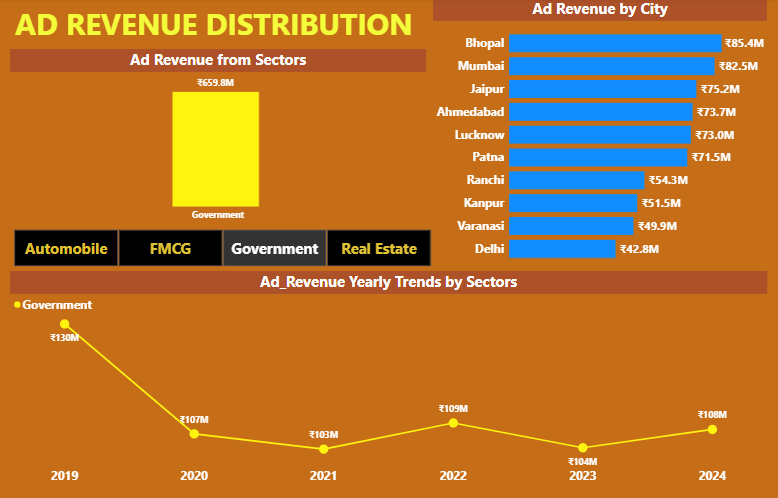 AD REVENUE DISTRIBUTION
Ad Revenue from Sectors
₹659.8M
Government
Automobile
FMCG
Government
Real Estate
Ad Revenue by City
Bhopal ₹85.4M
Mumbai ₹82.5M
Jaipur ₹75.2M
Ahmedabad ₹73.7M
Lucknow ₹73.0M
Patna ₹71.5M
Ranchi ₹54.3M
Kanpur ₹51.5M
Varanasi ₹49.9M
Delhi ₹42.8M
Ad_Revenue Yearly Trends by Sectors
Government
₹130M
₹107M
₹103M
₹109M
₹104M
₹108M
2019 2020 2021 2022 2023 2024